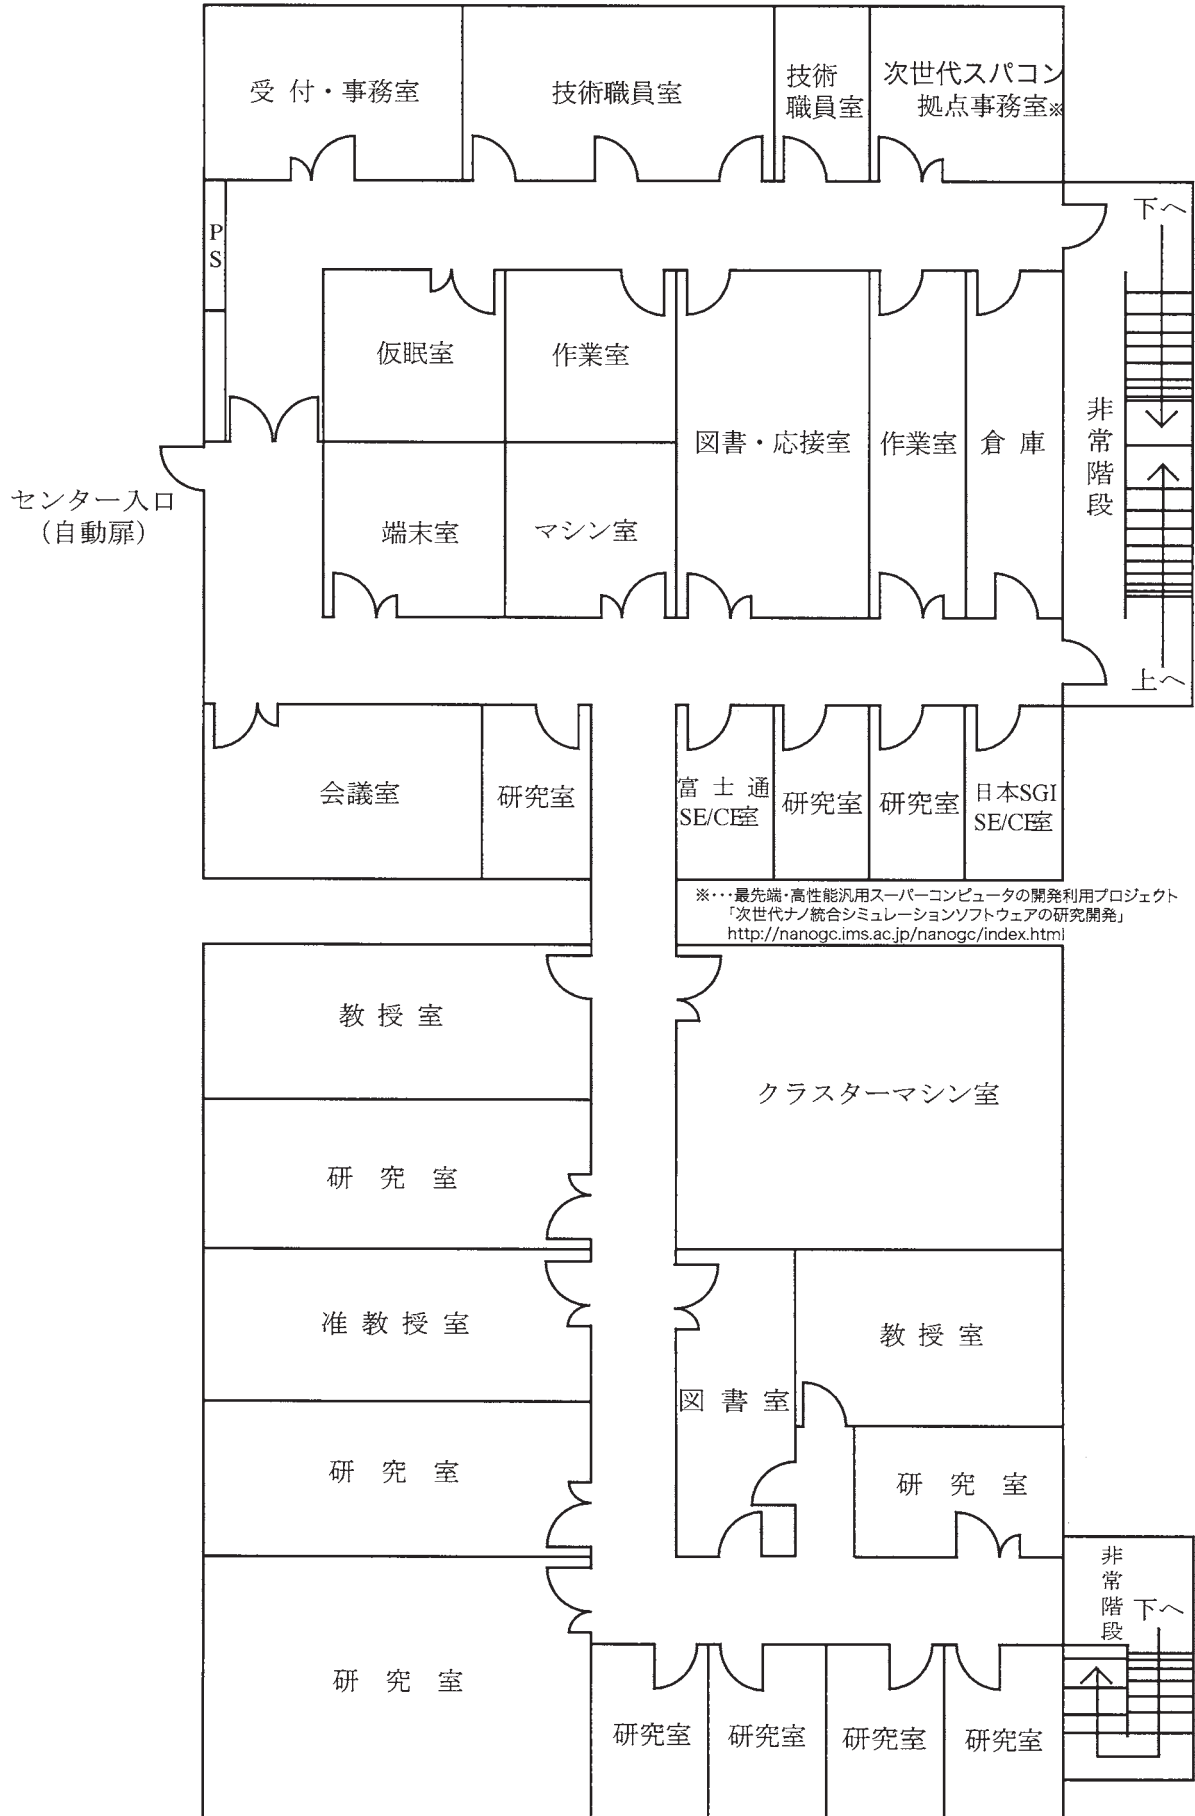 受付・事務室
技術職員室
技術
職員室
次世代スパコン
拠点事務室※
PS
下へ
仮眠室
作業室
図書・応接室
作業室
倉庫
非常階段
センター入口
(自動扉)
端末室
マシン室
上へ
会議室
研究室
富士通
SE/CE室
研究室
研究室
日本SGI
SE/CE室
※・・・最先端・高性能汎用スーパーコンピュータの開発利用プロジェクト
「次世代ナノ統合シミュレーションソフトウェアの研究開発」
http://nanogc.ims.ac.jp/nanogc/index.html
教授室
クラスターマシン室
研究室
准教授室
教授室
図書室
研究室
研究室
非常階段
下へ
研究室
研究室
研究室
研究室
研究室